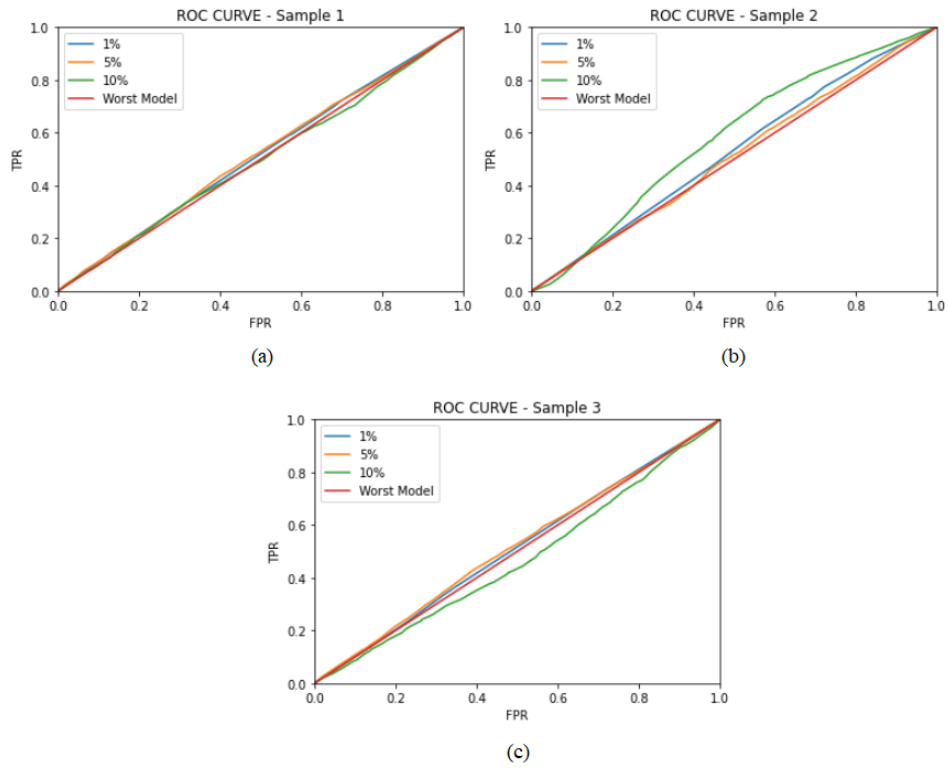 ROC CURVE - Sample 1
1.0
0.8
0.6
0.4
0.2
0.0
TPR
1%
5%
10%
Worst Model
0.0 0.2 0.4 0.6 0.8 1.0
FPR
(a)
ROC CURVE - Sample 2
1.0
0.8
0.6
0.4
0.2
0.0
TPR
1%
5%
10%
Worst Model
0.0 0.2 0.4 0.6 0.8 1.0
FPR
(b)
ROC CURVE - Sample 3
1.0
0.8
0.6
0.4
0.2
0.0
TPR
1%
5%
10%
Worst Model
0.0 0.2 0.4 0.6 0.8 1.0
FPR
(c)